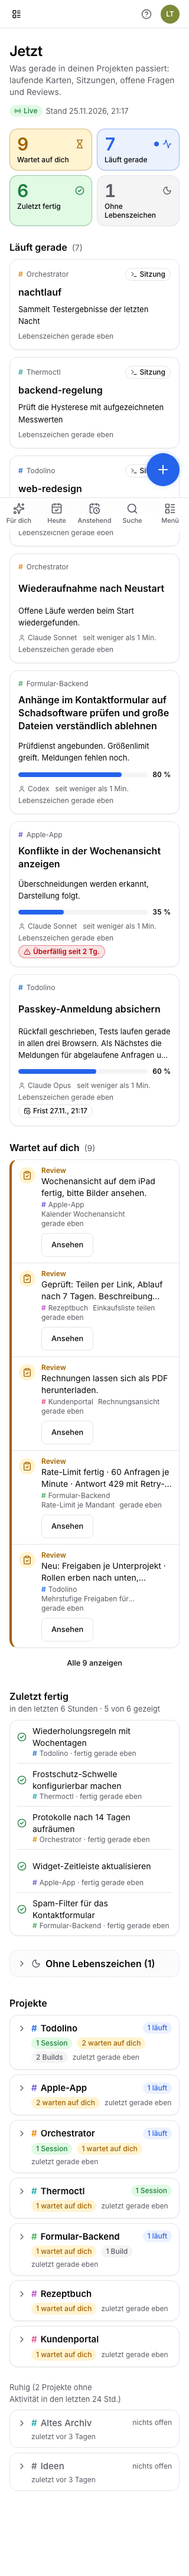 LT
Jetzt
Was gerade in deinen Projekten passiert:
laufende Karten, Sitzungen, offene Fragen
und Reviews.
Live Stand 25.11.2026, 21:17
9
Wartet auf dich
7
Läuft gerade
6
Zuletzt fertig
1
Ohne
Lebenszeichen
Läuft gerade (7)
# Orchestrator
Sitzung
nachtlauf
Sammelt Testergebnisse der letzten
Nacht
Lebenszeichen gerade eben
# Thermoctl
Sitzung
backend-regelung
Prüft die Hysterese mit aufgezeichneten
Messwerten
Lebenszeichen gerade eben
# Todolino
web-redesign
Für dich
Heute
Anstehend
Suche
Menü
Lebenszeichen gerade eben
# Orchestrator
Wiederaufnahme nach Neustart
Offene Läufe werden beim Start
wiedergefunden.
Claude Sonnet seit weniger als 1 Min.
Lebenszeichen gerade eben
# Formular-Backend
Anhänge im Kontaktformular auf
Schadsoftware prüfen und große
Dateien verständlich ablehnen
Prüfdienst angebunden. Größenlimit
greift. Meldungen fehlen noch.
80 %
Codex seit weniger als 1 Min.
Lebenszeichen gerade eben
# Apple-App
Konflikte in der Wochenansicht
anzeigen
Überschneidungen werden erkannt,
Darstellung folgt.
35 %
Claude Sonnet seit weniger als 1 Min.
Lebenszeichen gerade eben
Überfällig seit 2 Tg.
# Todolino
Passkey-Anmeldung absichern
Rückfall geschrieben, Tests laufen gerade
in allen drei Browsern. Als Nächstes die
Meldungen für abgelaufene Anfragen u…
60 %
Claude Opus seit weniger als 1 Min.
Lebenszeichen gerade eben
Frist 27.11., 21:17
Wartet auf dich (9)
Review
Wochenansicht auf dem iPad
fertig, bitte Bilder ansehen.
# Apple-App
Kalender Wochenansicht
gerade eben
Ansehen
Review
Geprüft: Teilen per Link, Ablauf
nach 7 Tagen. Beschreibung…
# Rezeptbuch Einkaufsliste teilen
gerade eben
Ansehen
Review
Rechnungen lassen sich als PDF
herunterladen.
# Kundenportal Rechnungsansicht
gerade eben
Ansehen
Review
Rate-Limit fertig · 60 Anfragen je
Minute · Antwort 429 mit Retry-…
# Formular-Backend
Rate-Limit je Mandant gerade eben
Ansehen
Review
Neu: Freigaben je Unterprojekt ·
Rollen erben nach unten,…
# Todolino
Mehrstufige Freigaben für…
gerade eben
Ansehen
Alle 9 anzeigen
Zuletzt fertig
in den letzten 6 Stunden · 5 von 6 gezeigt
Wiederholungsregeln mit
Wochentagen
# Todolino · fertig gerade eben
Frostschutz-Schwelle
konfigurierbar machen
# Thermoctl · fertig gerade eben
Protokolle nach 14 Tagen
aufräumen
# Orchestrator · fertig gerade eben
Widget-Zeitleiste aktualisieren
# Apple-App · fertig gerade eben
Spam-Filter für das
Kontaktformular
# Formular-Backend · fertig gerade eben
Ohne Lebenszeichen (1)
Projekte
# Todolino
1 läuft
1 Session 2 warten auf dich
2 Builds zuletzt gerade eben
# Apple-App
1 läuft
2 warten auf dich zuletzt gerade eben
# Orchestrator
1 läuft
1 Session 1 wartet auf dich
zuletzt gerade eben
# Thermoctl
1 Session
1 wartet auf dich zuletzt gerade eben
# Formular-Backend
1 läuft
1 wartet auf dich 1 Build
zuletzt gerade eben
# Rezeptbuch
1 wartet auf dich zuletzt gerade eben
# Kundenportal
1 wartet auf dich zuletzt gerade eben
Ruhig (2 Projekte ohne
Aktivität in den letzten 24 Std.)
# Altes Archiv
nichts offen
zuletzt vor 3 Tagen
# Ideen
nichts offen
zuletzt vor 3 Tagen